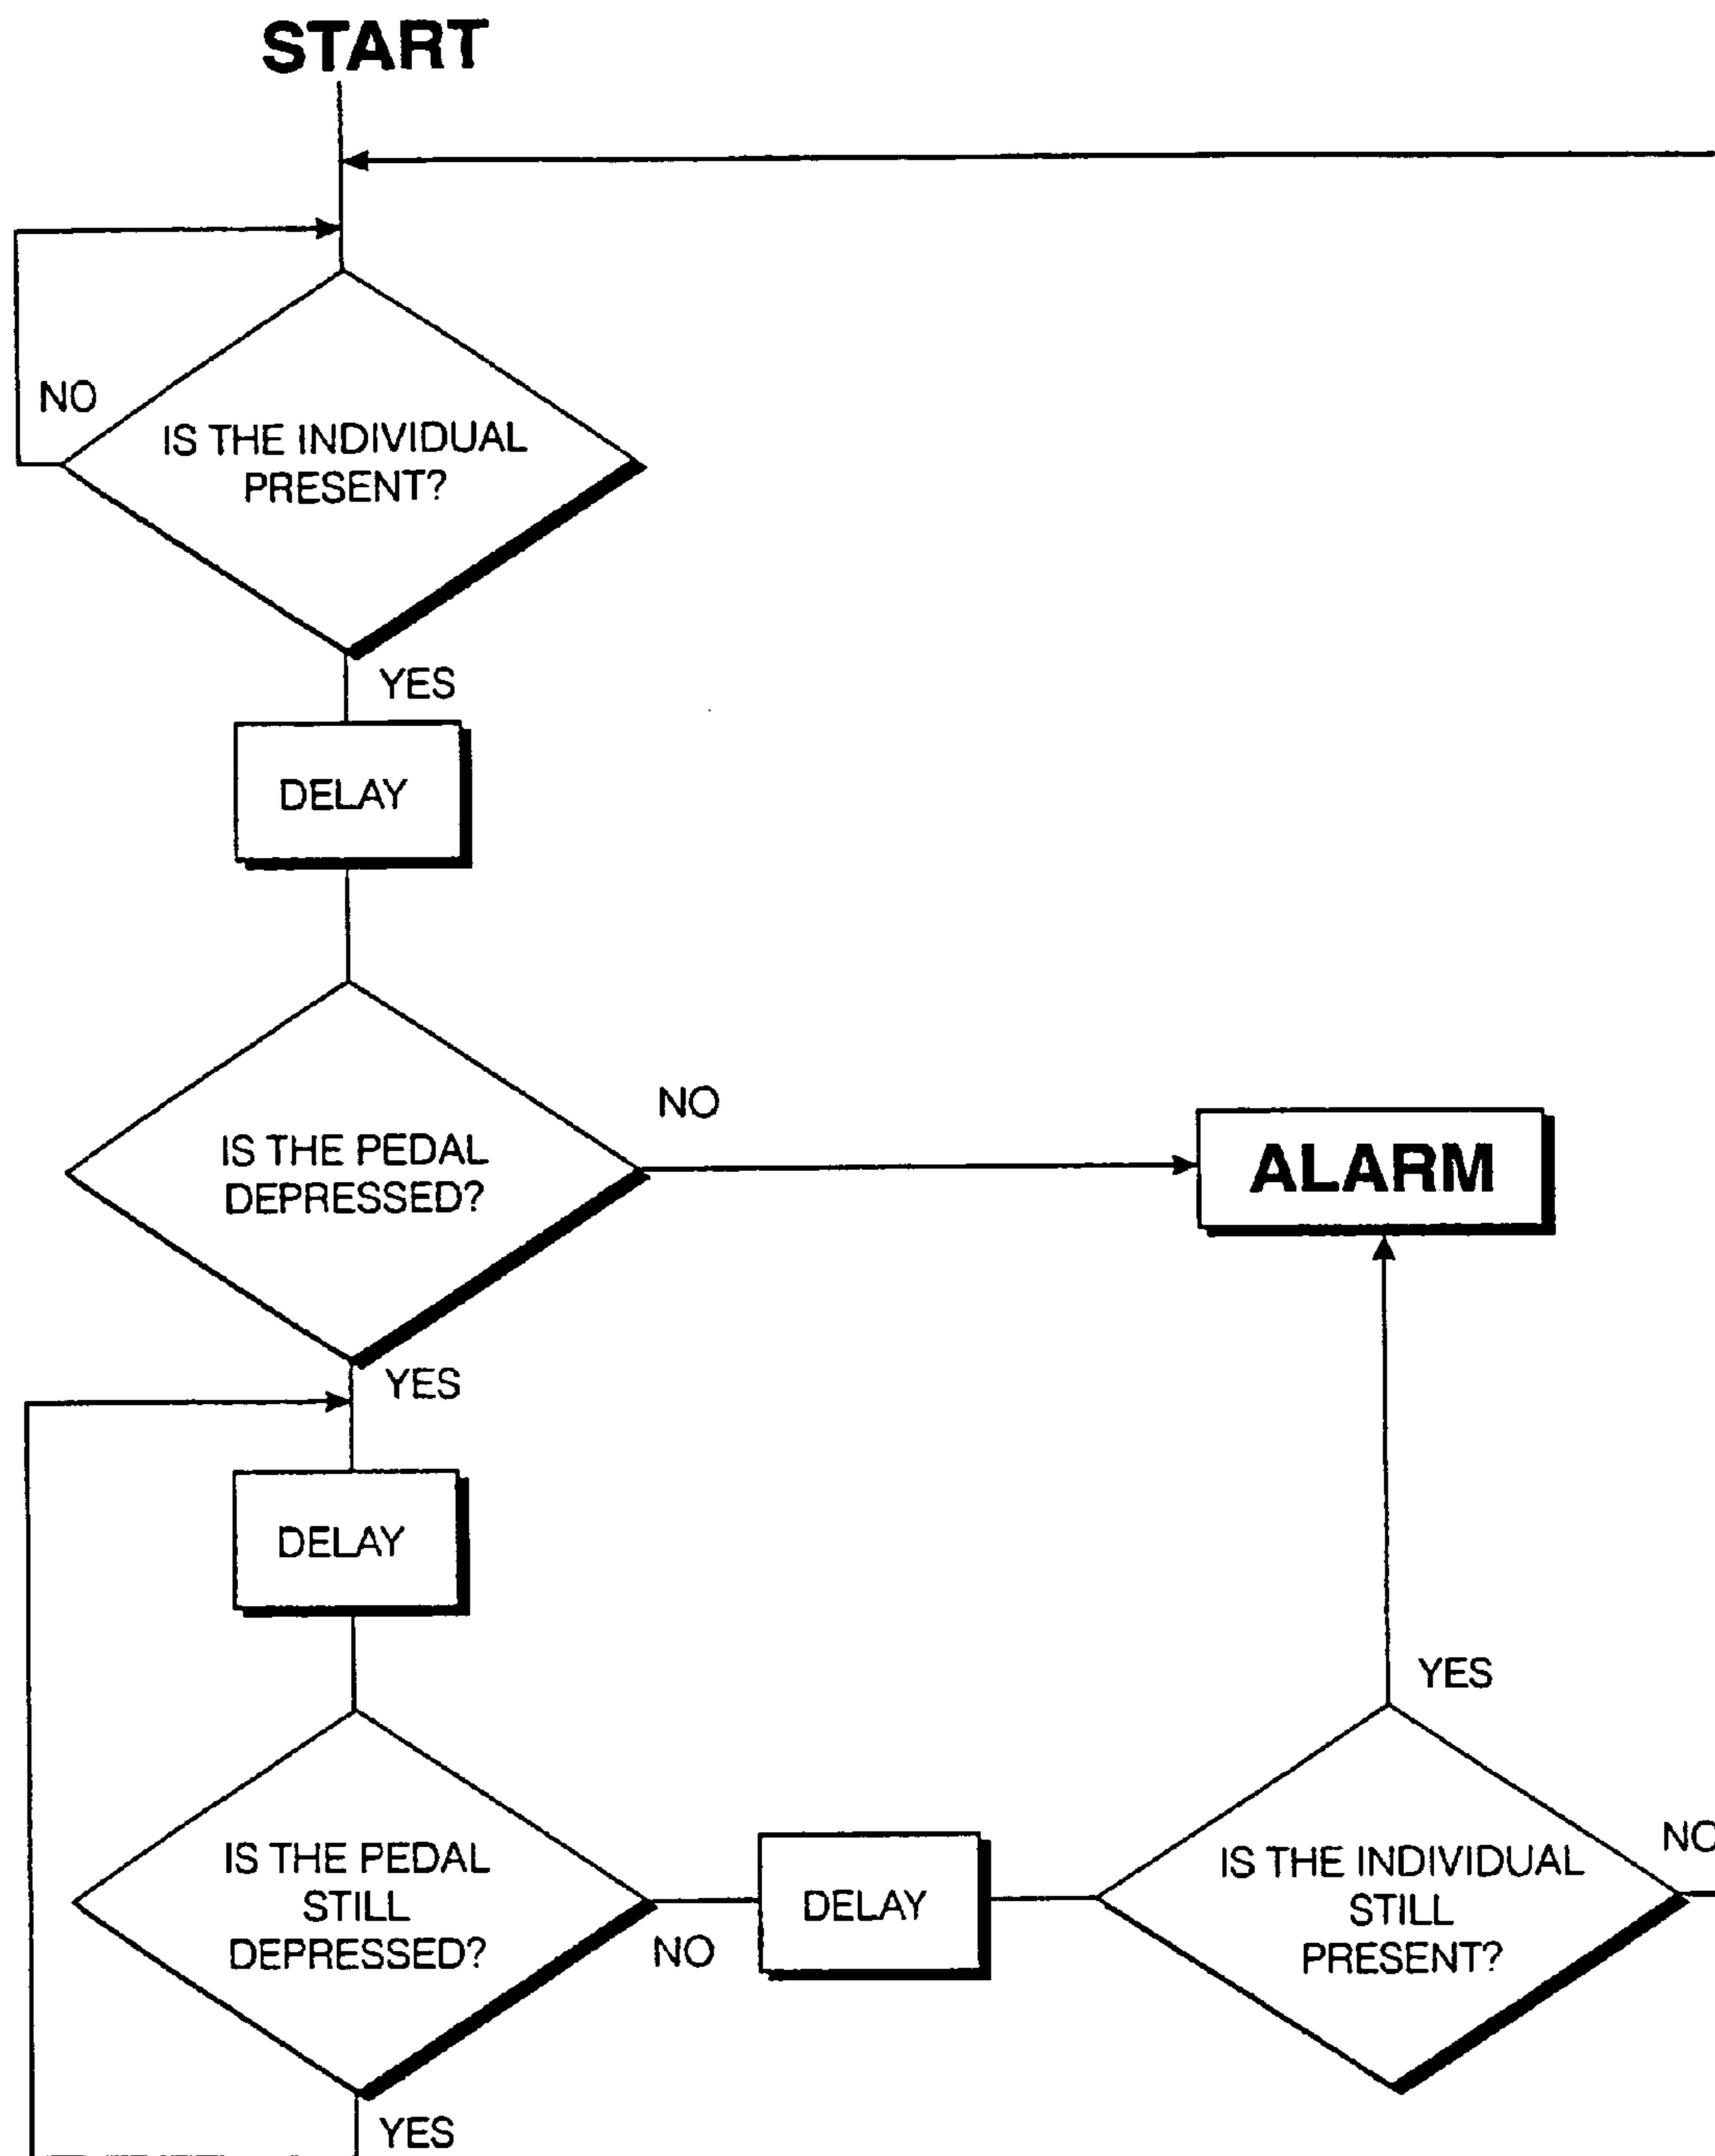 START
NO
IS THE INDIVIDUAL
PRESENT?
YES
DELAY
NO
IS THE PEDAL
DEPRESSED?
ALARM
YES
DELAY
YES
IS THE PEDAL
STILL
DEPRESSED?
NO
DELAY
IS THE INDIVIDUAL
STILL
PRESENT?
NO
YES